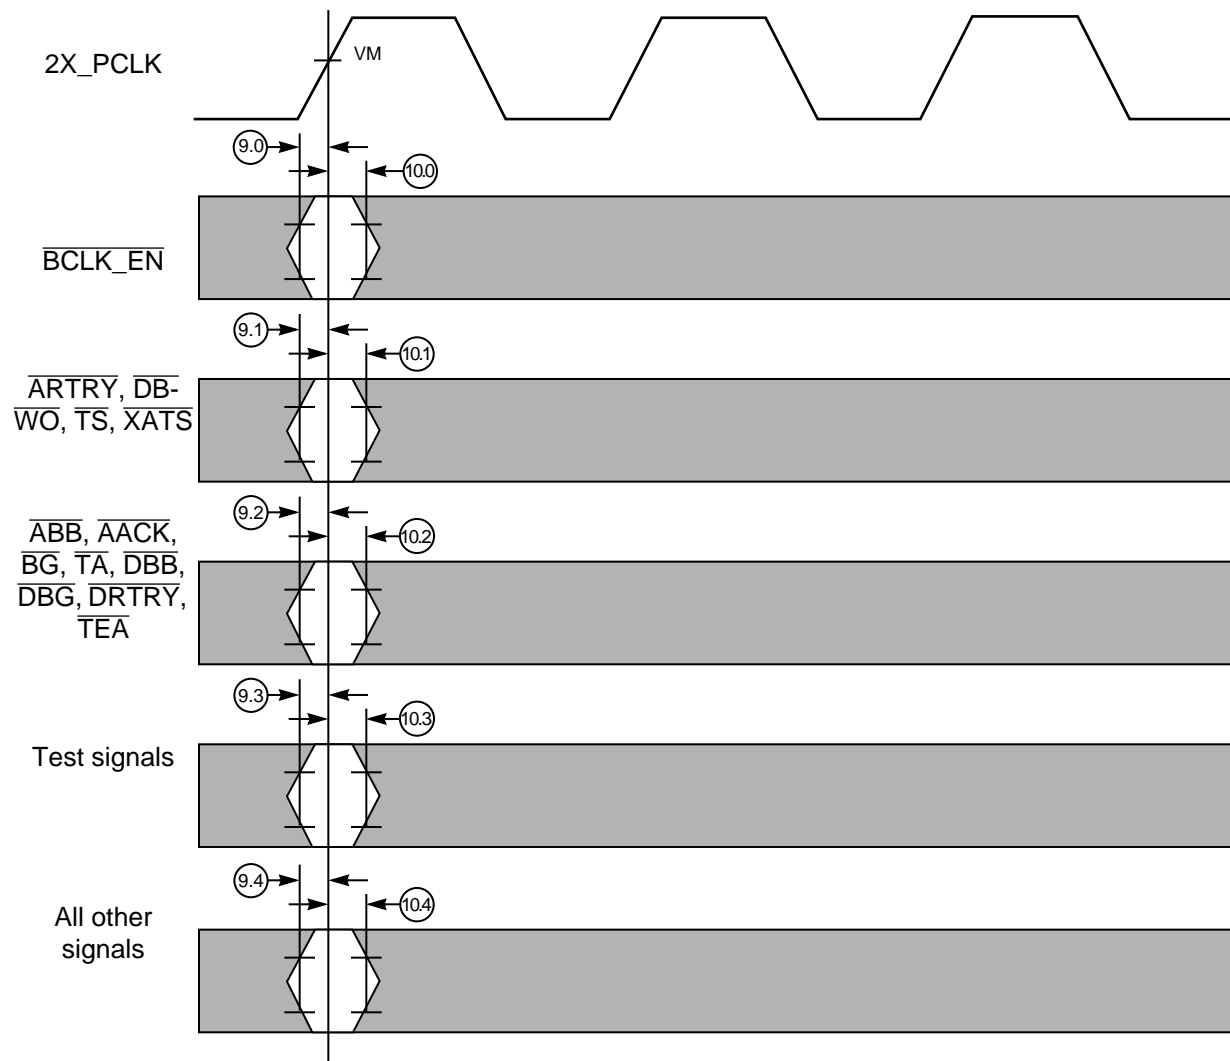 2X_PCLK
VM
9.0
10.0
BCLK_EN
9.1
10.1
ARTRY, DB-
WO, TS, XATS
9.2
10.2
ABB, AACK,
BG, TA, DBB,
DBG, DRTRY,
TEA
9.3
10.3
Test signals
9.4
10.4
All other
signals